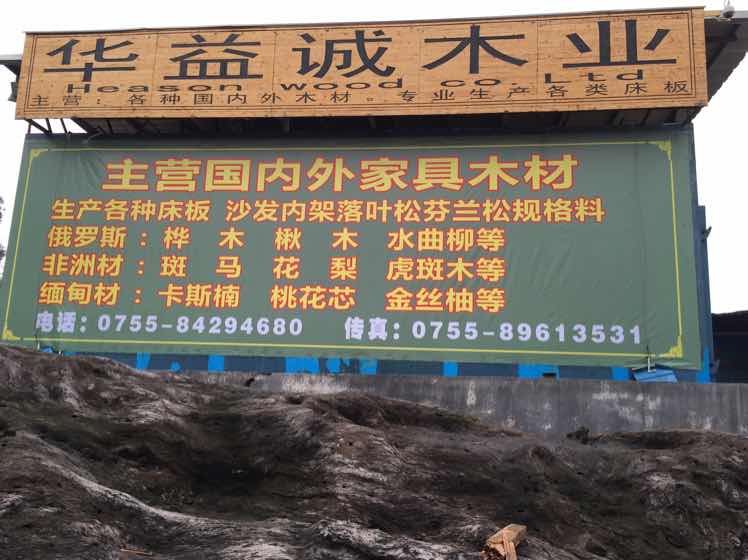 华益诚木业
Heason wood co Ltd
主营:各种国内外木材。专业生产各类床板
主营国内外家具木材
生产各种床板 沙发内架落叶松芬兰松规格料
俄罗斯:桦 木 楸 木 水曲柳等
非洲材:斑 马 花 梨 虎斑木等
缅甸材:卡斯楠 桃花芯 金丝柚等
电话:0755-84294680 传真:0755-89613531